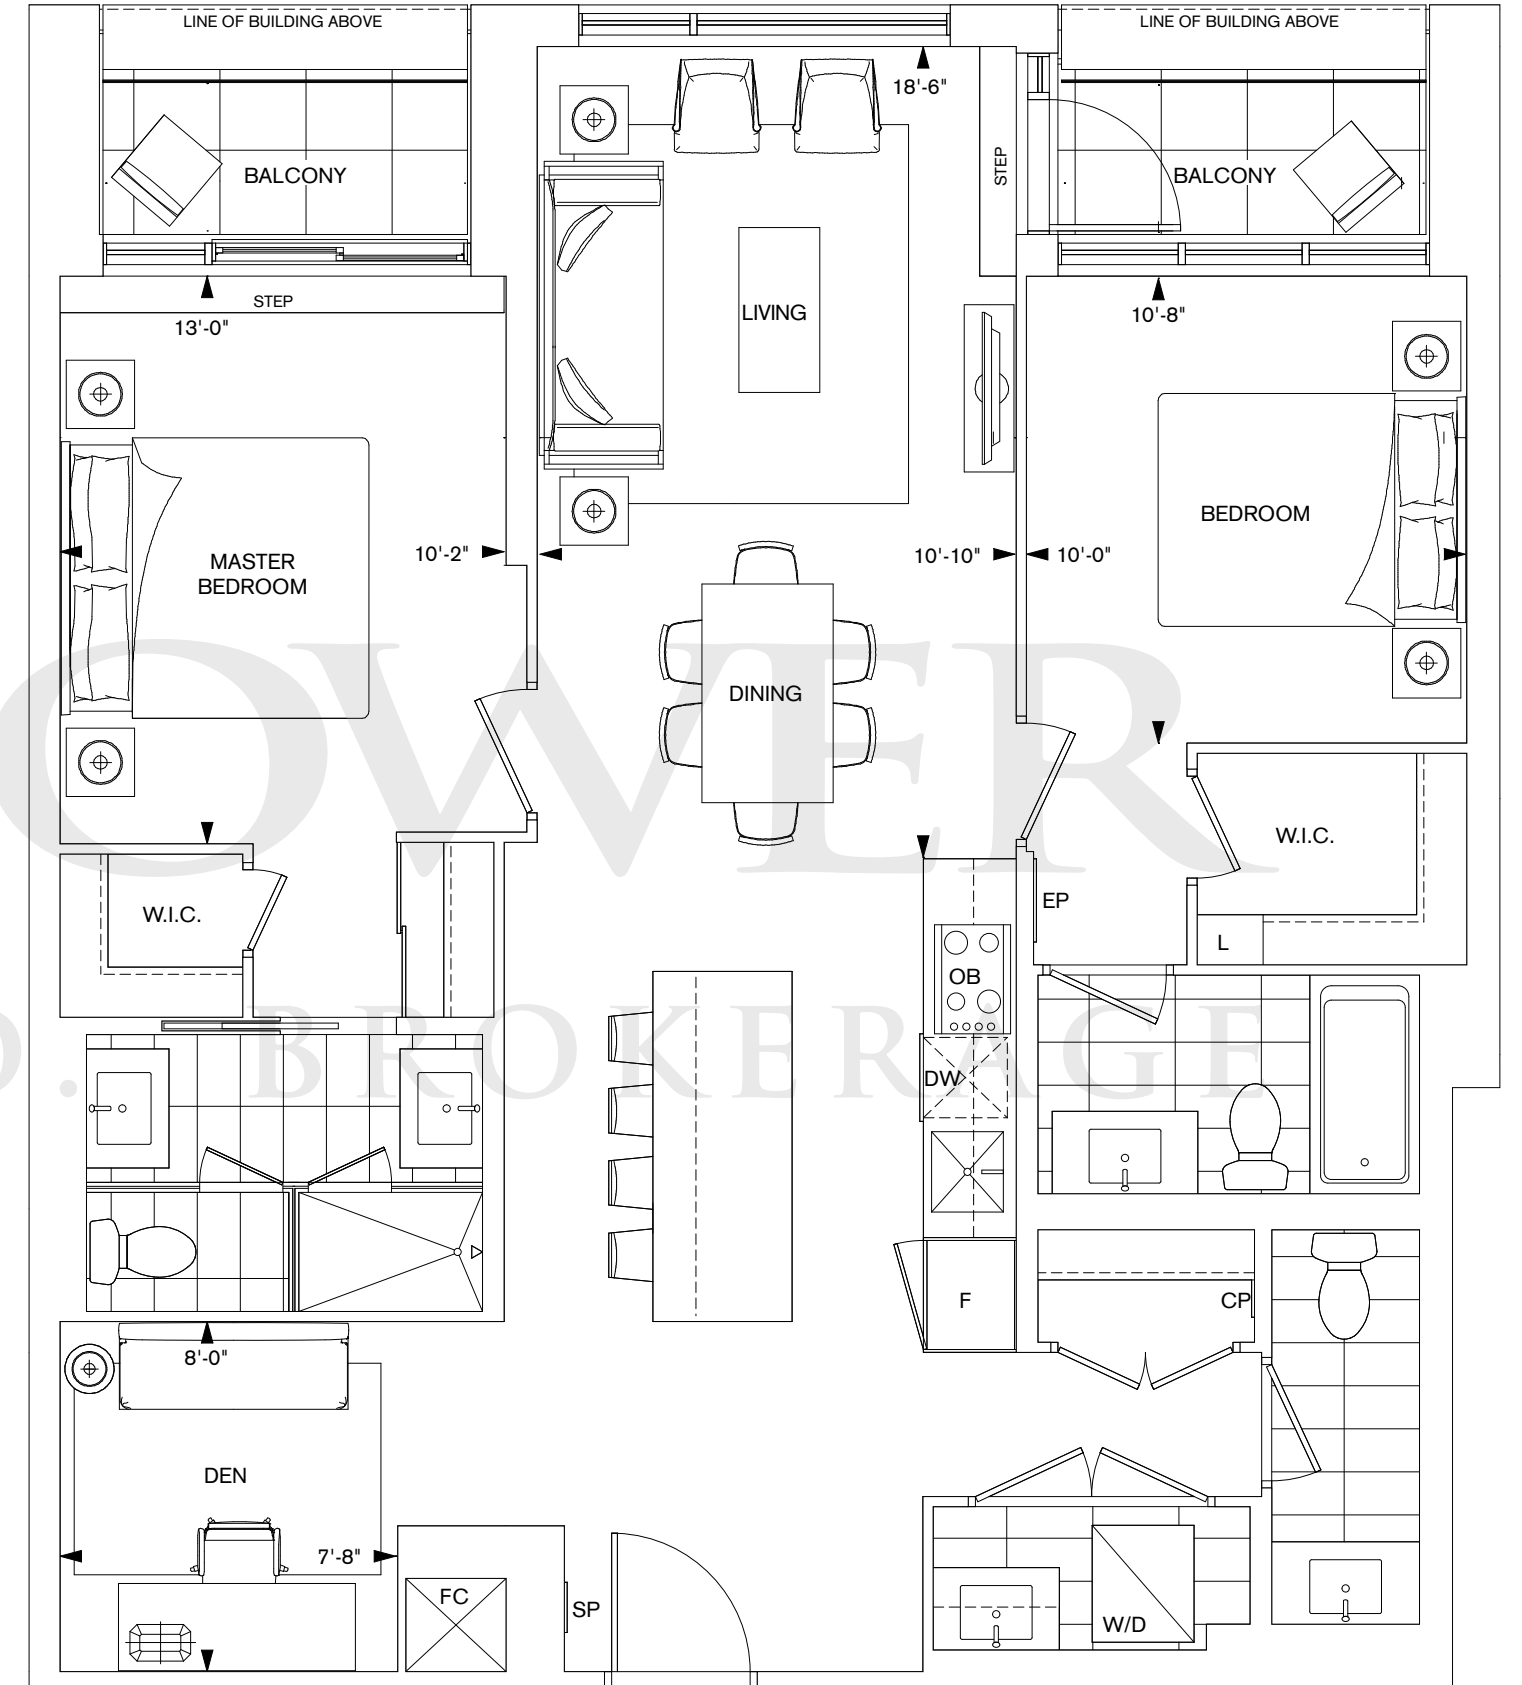 LINE OF BUILDING ABOVE
LINE OF BUILDING ABOVE
18'-6"
BALCONY
STEP
BALCONY
STEP
13'-0"
LIVING
10'-8"
BEDROOM
MASTER
BEDROOM
10'-2"
10'-10"
10'-0"
OWER
DINING
W.I.C.
W.I.C.
EP
L
OB
D. BROKERAGE
DW
F
CP
8'-0"
DEN
7'-8"
FC
SP
W/D